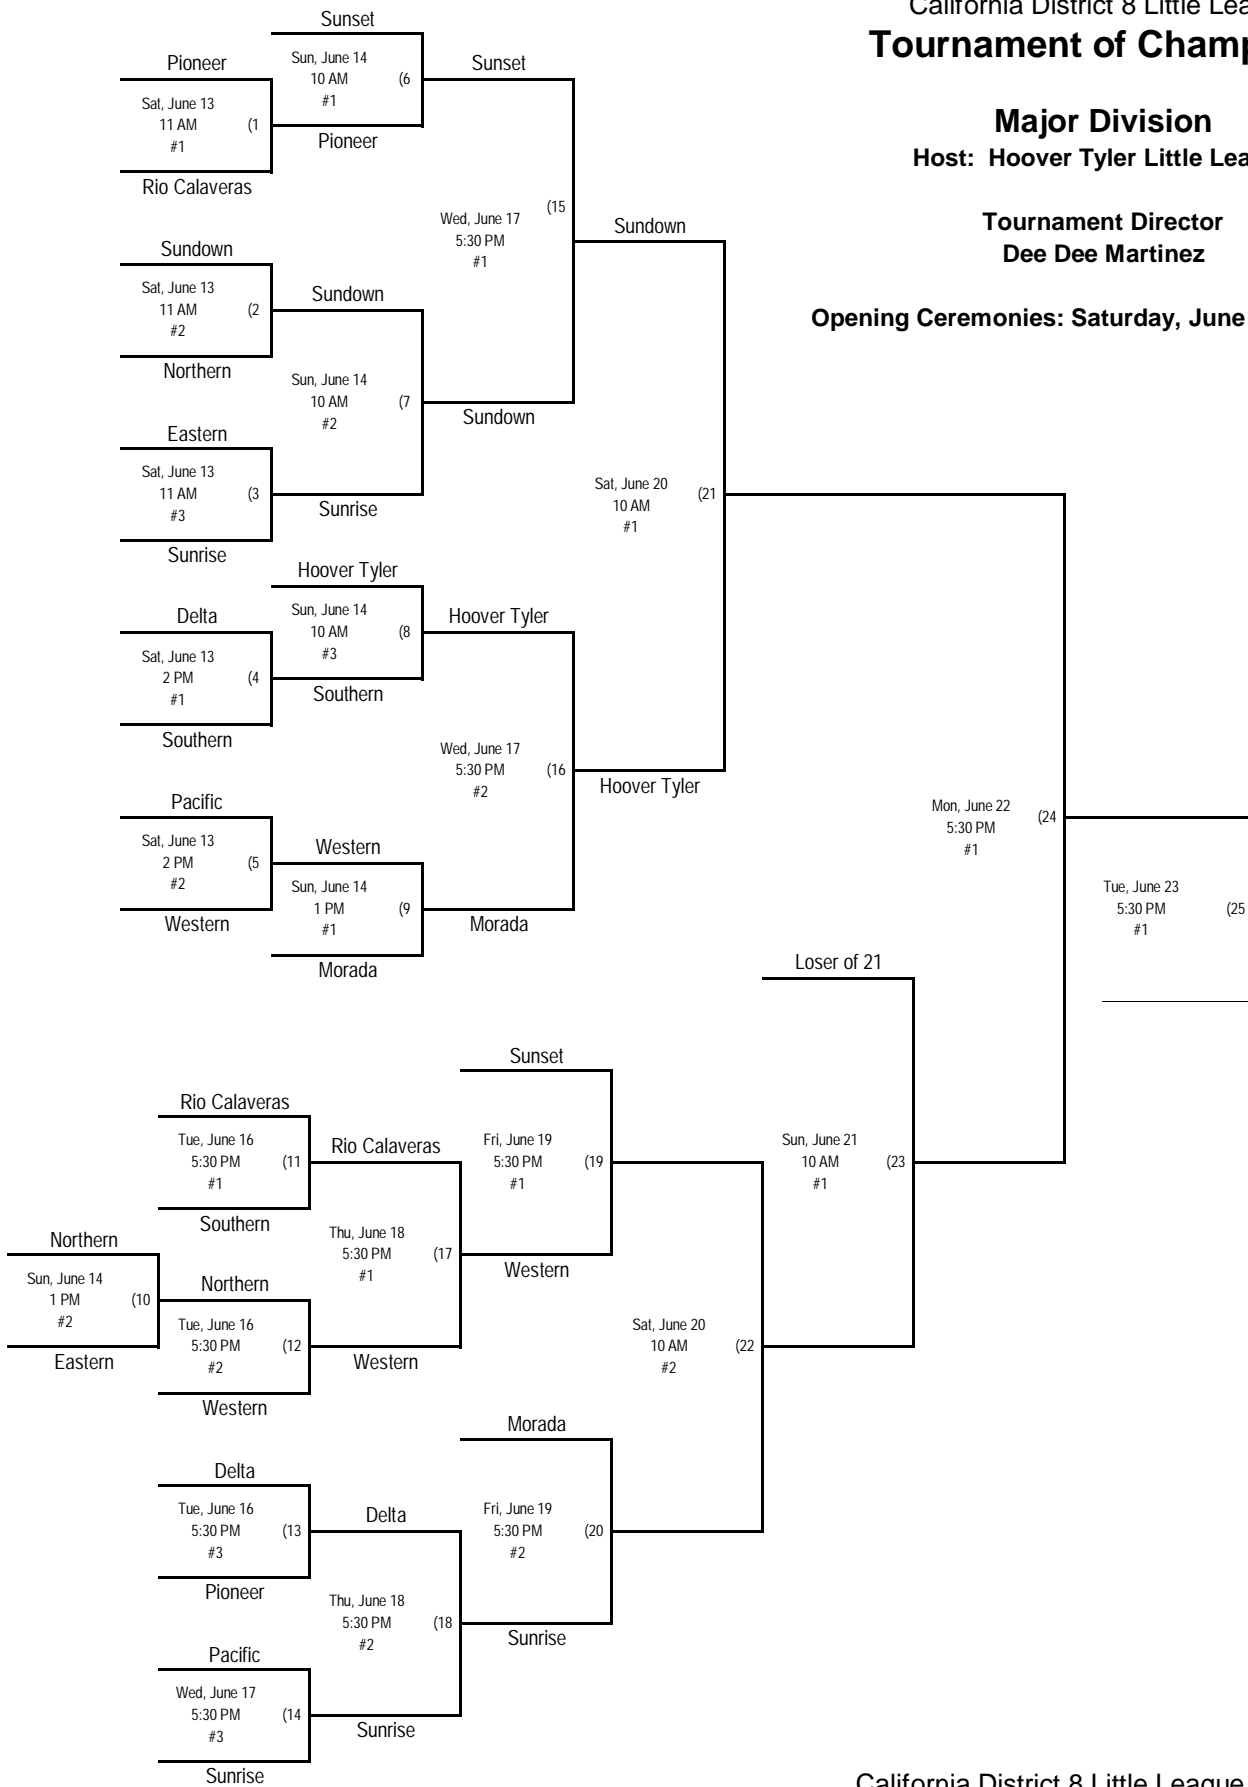 California District 8 Little Lea
Tournament of Champ
Major Division
Host: Hoover Tyler Little Lea
Tournament Director
Dee Dee Martinez
Opening Ceremonies: Saturday, June
Sunset
Pioneer
Sun, June 14
10 AM
(6
#1
Sunset
Sat, June 13
11 AM
(1
#1
Pioneer
Rio Calaveras
Wed, June 17
5:30 PM
(15
#1
Sundown
Sundown
Sat, June 13
11 AM
(2
#2
Sundown
Northern
Sun, June 14
10 AM
(7
#2
Sundown
Eastern
Sat, June 13
11 AM
(3
#3
Sunrise
Sunrise
Sat, June 20
10 AM
(21
#1
Hoover Tyler
Delta
Sun, June 14
10 AM
(8
#3
Hoover Tyler
Sat, June 13
2 PM
(4
#1
Southern
Southern
Wed, June 17
5:30 PM
(16
#2
Hoover Tyler
Pacific
Sat, June 13
2 PM
(5
#2
Western
Western
Sun, June 14
1 PM
(9
#1
Morada
Morada
Mon, June 22
5:30 PM
(24
#1
Tue, June 23
5:30 PM
(25
#1
Loser of 21
Sunset
Rio Calaveras
Tue, June 16
5:30 PM
(11
#1
Rio Calaveras
Fri, June 19
5:30 PM
(19
#1
Sun, June 21
10 AM
(23
#1
Southern
Northern
Thu, June 18
5:30 PM
(17
#1
Western
Sun, June 14
1 PM
(10
#2
Northern
Eastern
Tue, June 16
5:30 PM
(12
#2
Western
Western
Sat, June 20
10 AM
(22
#2
Morada
Delta
Tue, June 16
5:30 PM
(13
#3
Delta
Fri, June 19
5:30 PM
(20
#2
Pioneer
Thu, June 18
5:30 PM
(18
#2
Sunrise
Pacific
Wed, June 17
5:30 PM
(14
#3
Sunrise
Sunrise
California District 8 Little League